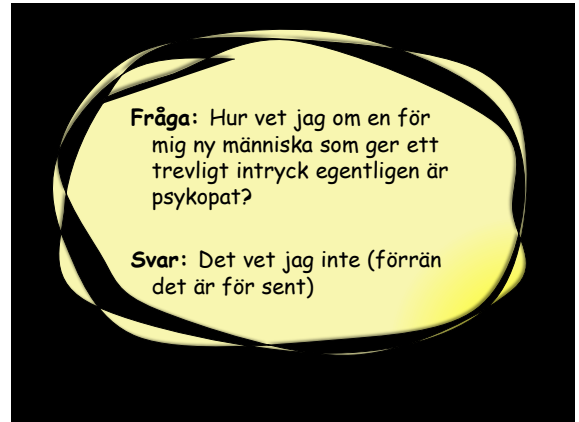 Fråga: Hur vet jag om en för
mig ny människa som ger ett
trevligt intryck egentligen är
psykopat?
Svar: Det vet jag inte (förrän
det är för sent)